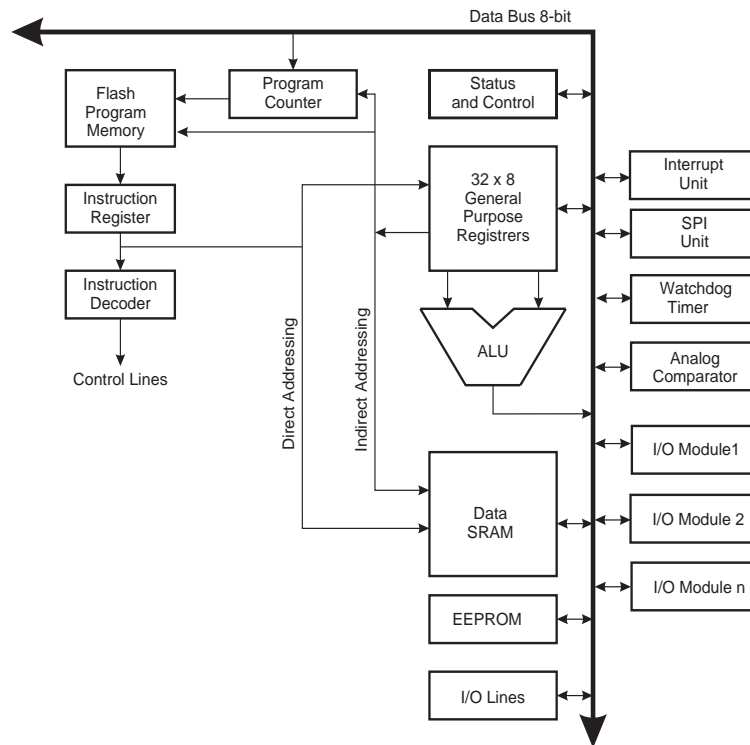 Data Bus 8-bit
Flash
Program
Memory
Program
Counter
Status
and Control
Instruction
Register
32 x 8
General
Purpose
Registrers
Interrupt
Unit
SPI
Unit
Instruction
Decoder
Watchdog
Timer
Control Lines
Direct Addressing
Indirect Addressing
ALU
Analog
Comparator
I/O Module1
Data
SRAM
I/O Module 2
I/O Module n
EEPROM
I/O Lines